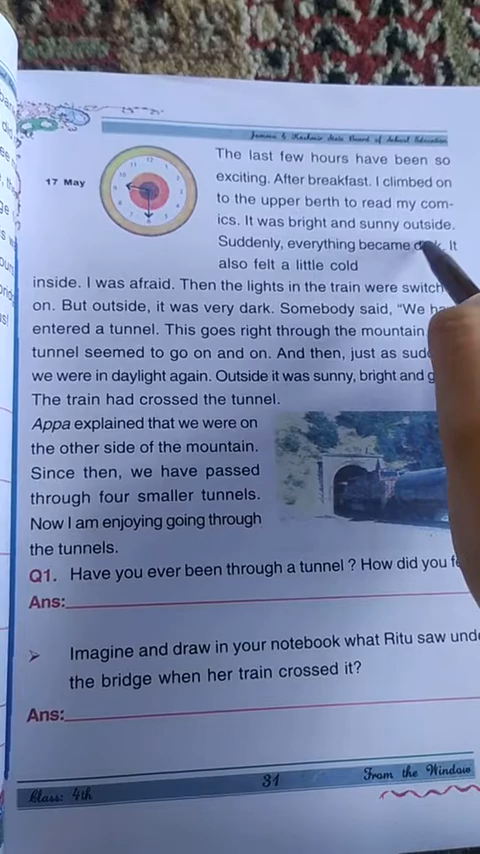 Jammu & Kashmir State Board of School Education
17 May
The last few hours have been so
exciting. After breakfast. I climbed on
to the upper berth to read my com-
ics. It was bright and sunny outside.
Suddenly, everything became It
also felt a little cold
inside. I was afraid. Then the lights in the train were switch
on. But outside, it was very dark. Somebody said, “We
entered a tunnel. This goes right through the mountain
tunnel seemed to go on and on. And then, just as
we were in daylight again. Outside it was sunny, bright and
The train had crossed the tunnel.
Appa explained that we were on
the other side of the mountain.
Since then, we have passed
through four smaller tunnels.
Now I am enjoying going through
the tunnels.
Q1. Have you ever been through a tunnel ? How did you
Ans:
➢ Imagine and draw in your notebook what Ritu saw
the bridge when her train crossed it?
Ans:
Class: 4th 31 From the Window